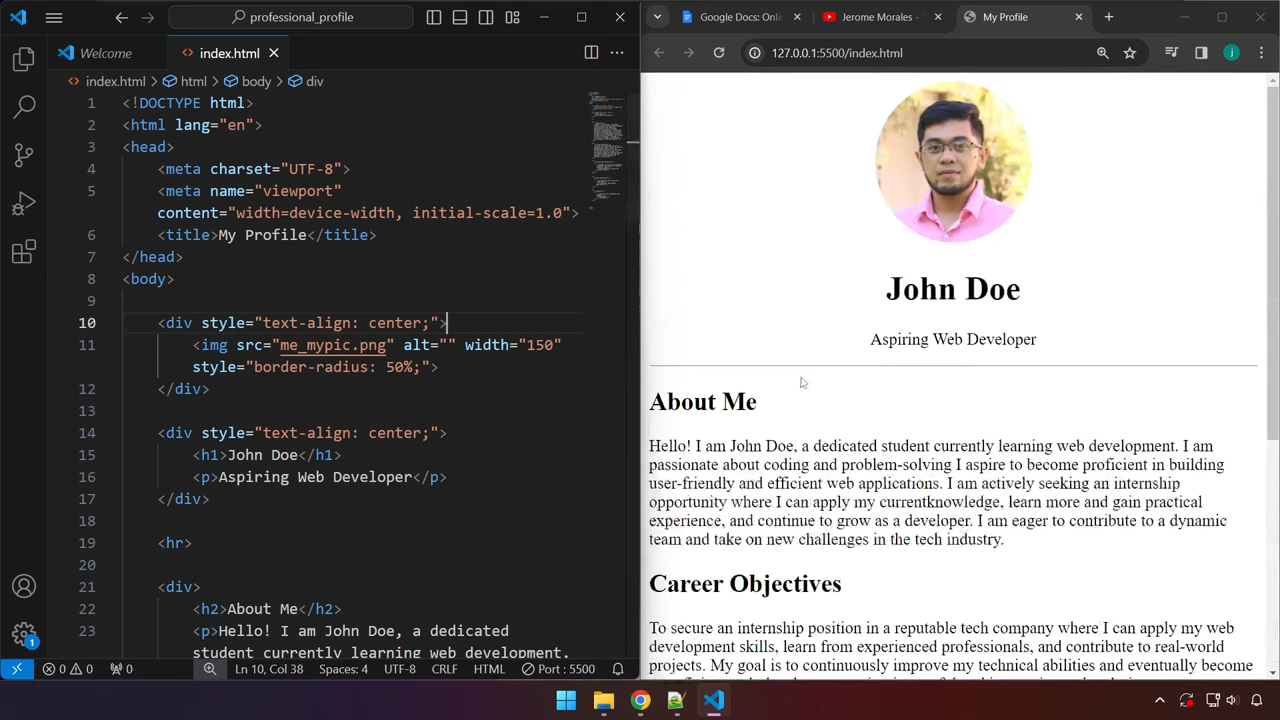 professional_profile
Welcome
index.html
index.html > html > body > div
1 <!DOCTYPE html>
2 <html lang="en">
3 <head>
4 <meta charset="UTF-8">
5 <meta name="viewport"
content="width=device-width, initial-scale=1.0">
6 <title>My Profile</title>
7 </head>
8 <body>
9
10 <div style="text-align: center;">
11 <img src="me_mypic.png" alt="" width="150"
style="border-radius: 50%;">
12 </div>
13
14 <div style="text-align: center;">
15 <h1>John Doe</h1>
16 <p>Aspiring Web Developer</p>
17 </div>
18
19 <hr>
20
21 <div>
22 <h2>About Me</h2>
23 <p>Hello! I am John Doe, a dedicated
student currently learning web development.
1
0 0 0
Ln 10, Col 38
Spaces: 4
UTF-8
CRLF
HTML
Port : 5500
Google Docs: Onli
Jerome Morales -
My Profile
127.0.0.1:5500/index.html
j
John Doe
Aspiring Web Developer
About Me
Hello! I am John Doe, a dedicated student currently learning web development. I am
passionate about coding and problem-solving I aspire to become proficient in building
user-friendly and efficient web applications. I am actively seeking an internship
opportunity where I can apply my currentknowledge, learn more and gain practical
experience, and continue to grow as a developer. I am eager to contribute to a dynamic
team and take on new challenges in the tech industry.
Career Objectives
To secure an internship position in a reputable tech company where I can apply my web
development skills, learn from experienced professionals, and contribute to real-world
projects. My goal is to continuously improve my technical abilities and eventually become